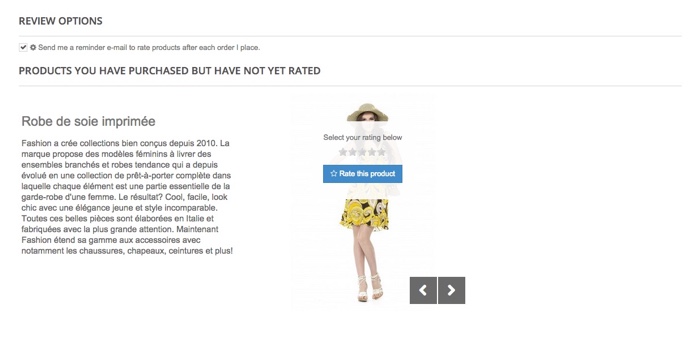 REVIEW OPTIONS
Send me a reminder e-mail to rate products after each order I place.
PRODUCTS YOU HAVE PURCHASED BUT HAVE NOT YET RATED
Robe de soie imprimée
Fashion a crée collections bien conçus depuis 2010. La
marque propose des modèles féminins à livrer des
ensembles branchés et robes tendance qui a depuis
évolué en une collection de prêt-à-porter complète dans
laquelle chaque élément est une partie essentielle de la
garde-robe d'une femme. Le résultat? Cool, facile, look
chic avec une élégance jeune et style incomparable.
Toutes ces belles pièces sont élaborées en Italie et
fabriquées avec la plus grande attention. Maintenant
Fashion étend sa gamme aux accessoires avec
notamment les chaussures, chapeaux, ceintures et plus!
Select your rating below
Rate this product